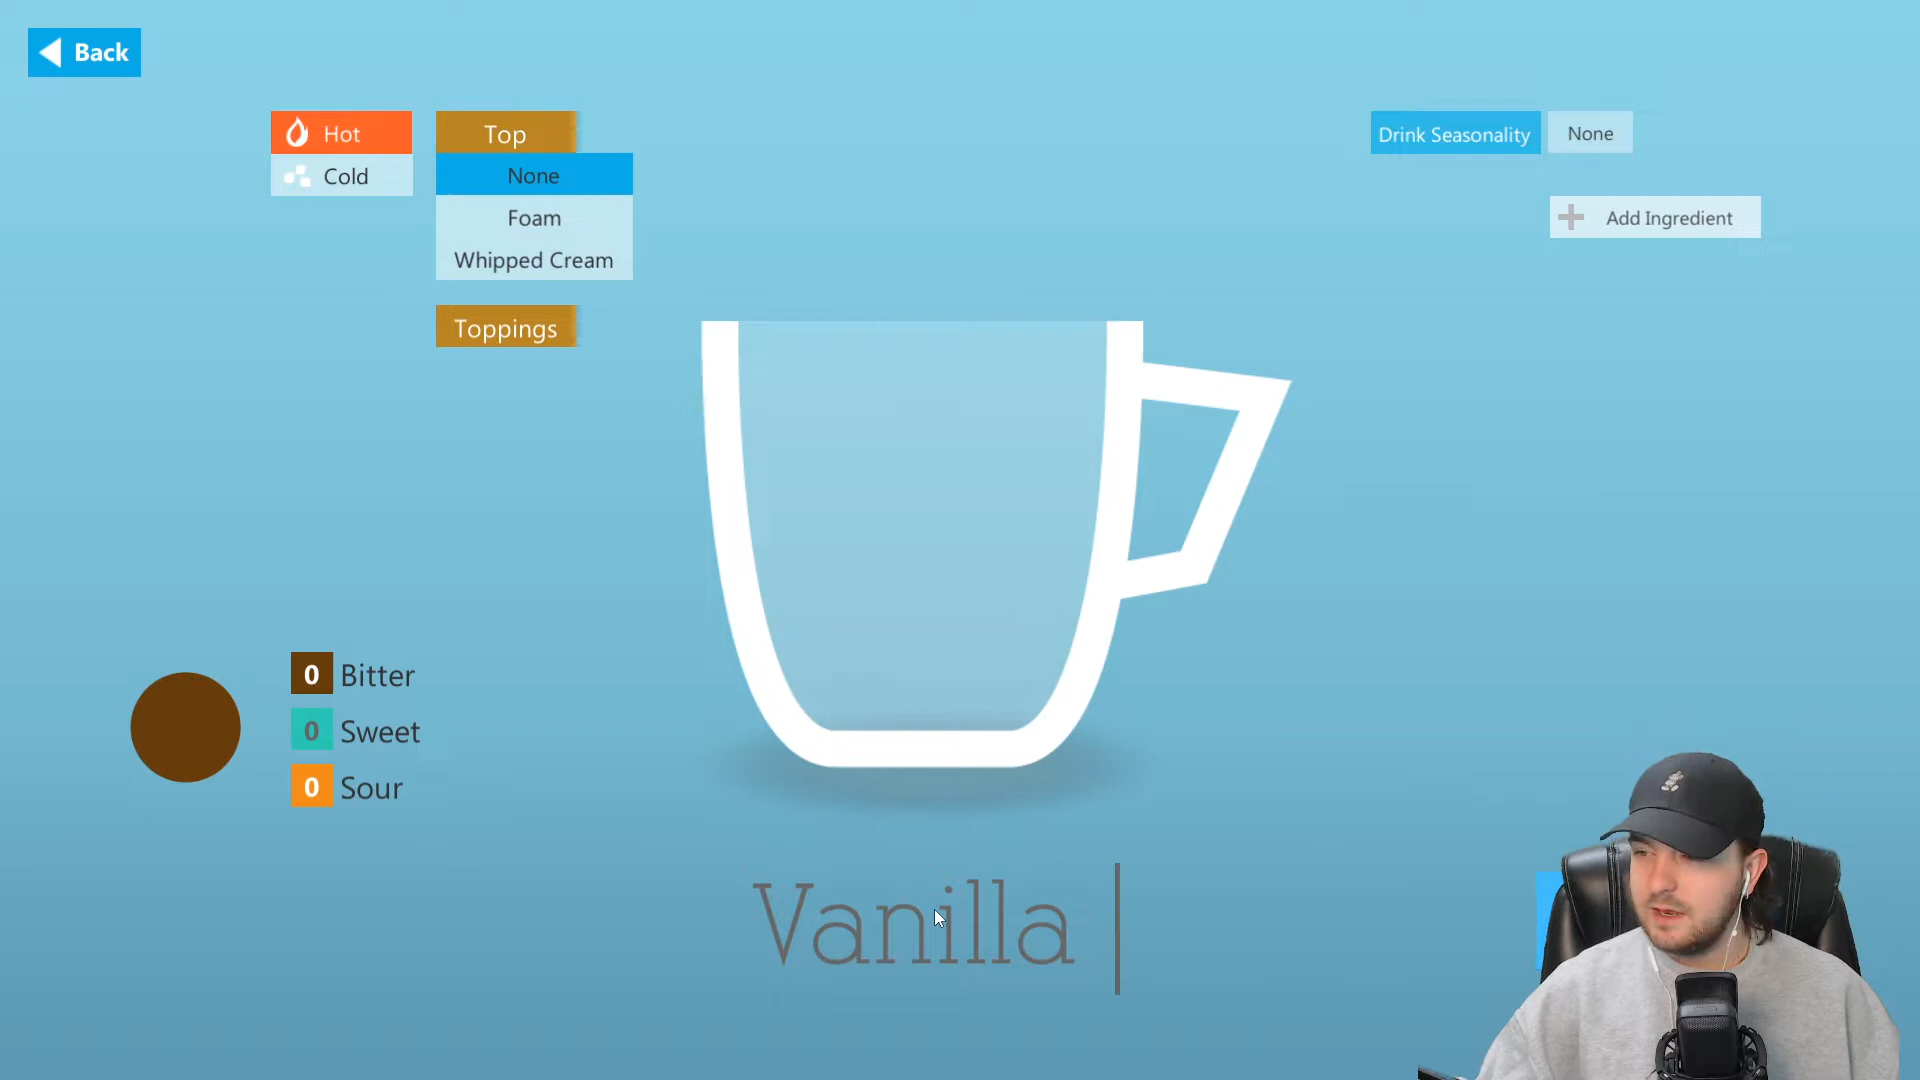 Back
Hot
Cold
Top
None
Foam
Whipped Cream
Toppings
Drink Seasonality
None
Add Ingredient
0 Bitter
0 Sweet
0 Sour
Vanilla